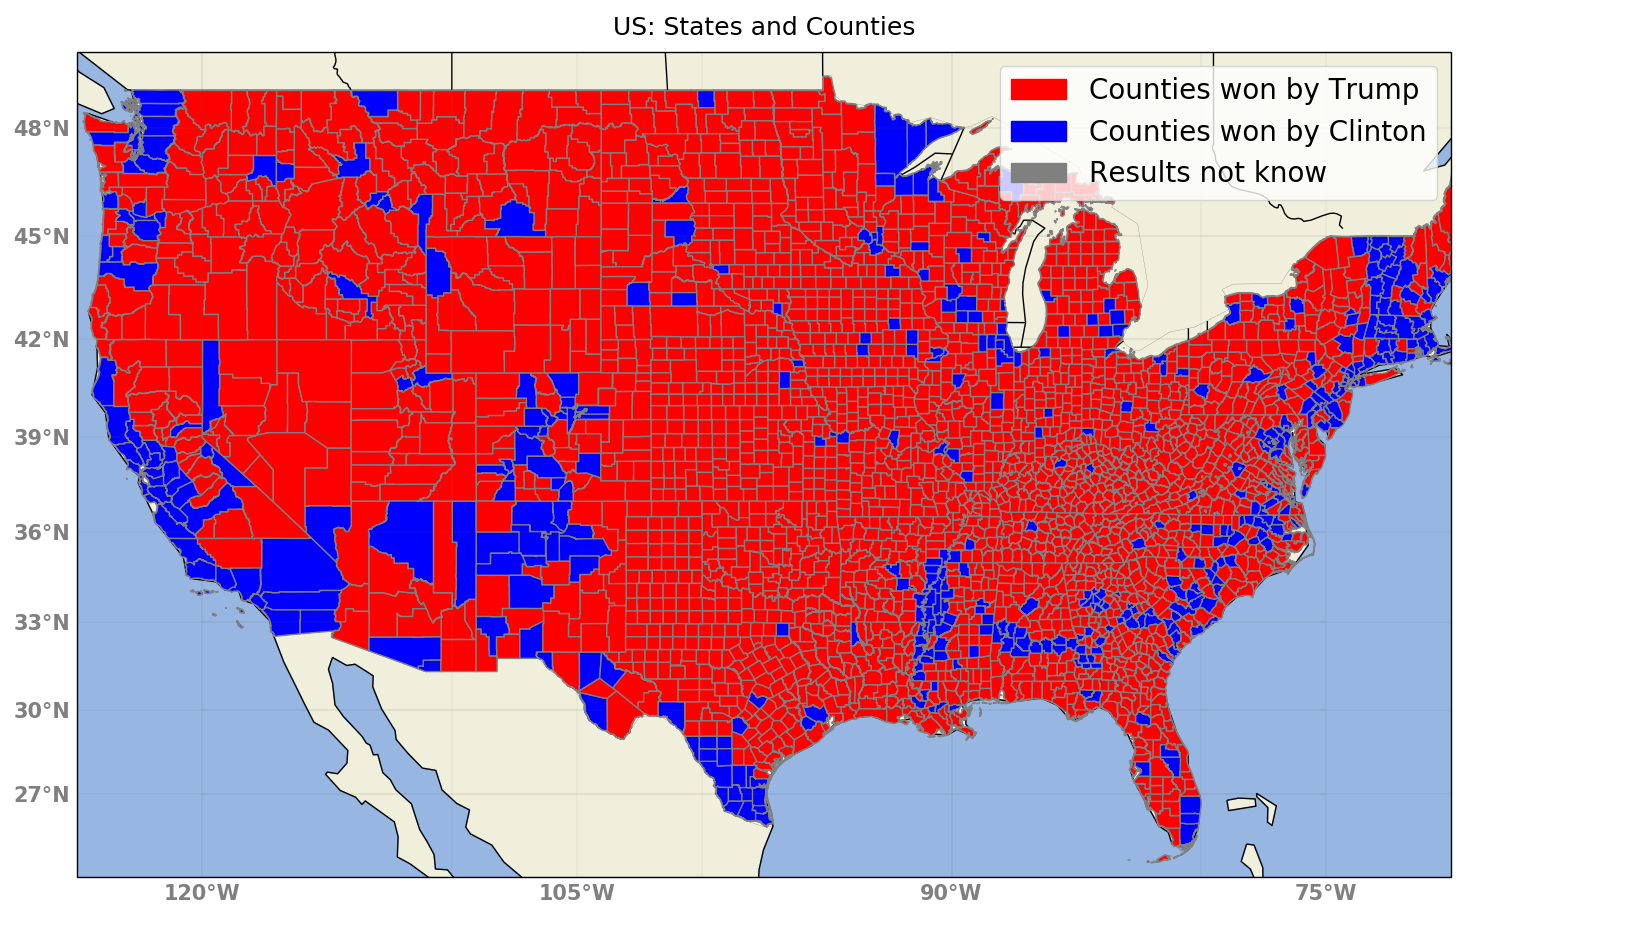 US: States and Counties
Counties won by Trump
Counties won by Clinton
Results not know
48°N
45°N
42°N
39°N
36°N
33°N
30°N
27°N
120°W
105°W
90°W
75°W